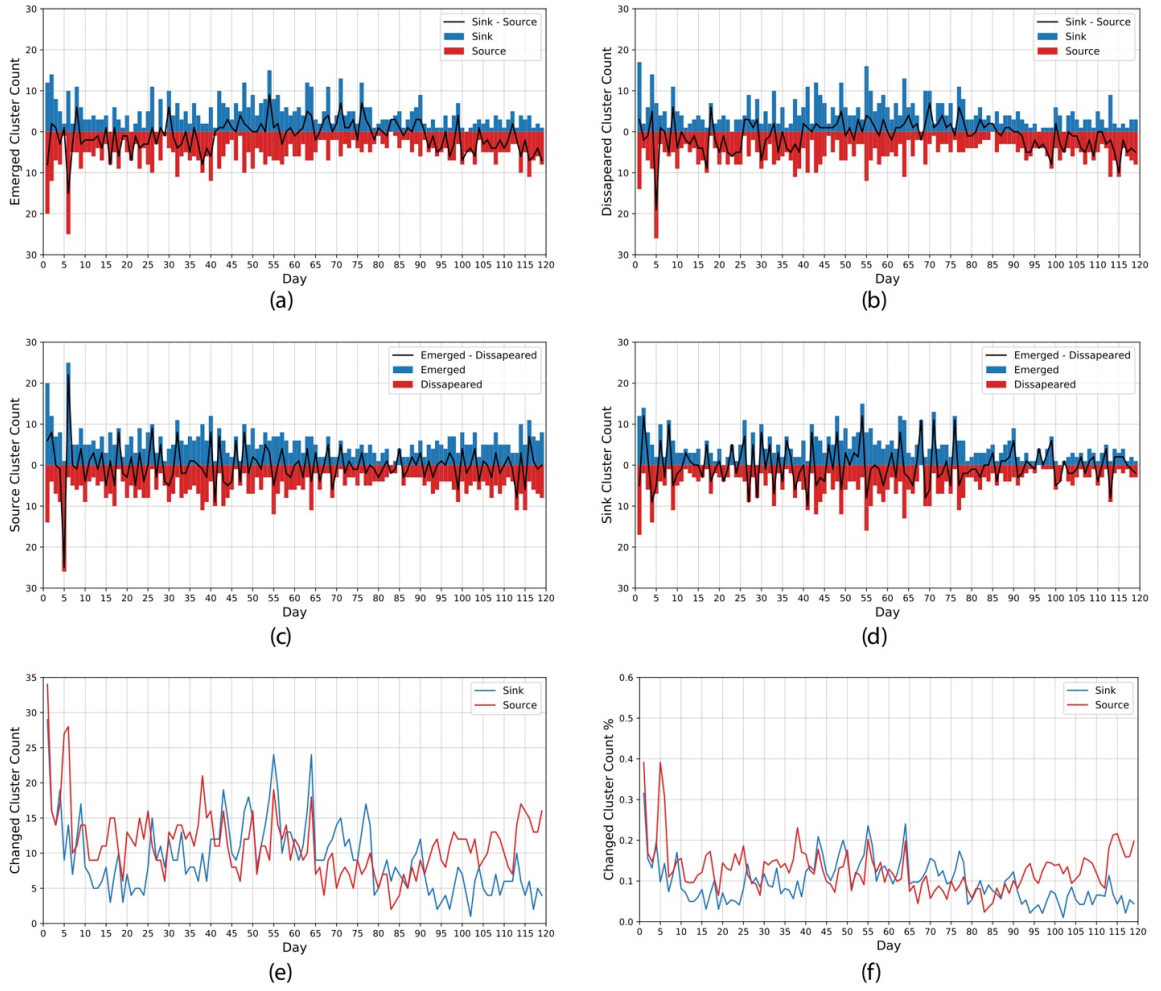 30
20
10
0
10
20
30
Emerged Cluster Count
Sink - Source
Sink
Source
0 5 10 15 20 25 30 35 40 45 50 55 60 65 70 75 80 85 90 95 100 105 110 115 120
Day
(a)
30
20
10
0
10
20
30
Dissapeared Cluster Count
Sink - Source
Sink
Source
0 5 10 15 20 25 30 35 40 45 50 55 60 65 70 75 80 85 90 95 100 105 110 115 120
Day
(b)
30
20
10
0
10
20
30
Source Cluster Count
Emerged - Dissapeared
Emerged
Dissapeared
0 5 10 15 20 25 30 35 40 45 50 55 60 65 70 75 80 85 90 95 100 105 110 115 120
Day
(c)
30
20
10
0
10
20
30
Sink Cluster Count
Emerged - Dissapeared
Emerged
Dissapeared
0 5 10 15 20 25 30 35 40 45 50 55 60 65 70 75 80 85 90 95 100 105 110 115 120
Day
(d)
35
30
25
20
15
10
5
0
Changed Cluster Count
Sink
Source
0 5 10 15 20 25 30 35 40 45 50 55 60 65 70 75 80 85 90 95 100 105 110 115 120
Day
(e)
0.6
0.5
0.4
0.3
0.2
0.1
0.0
Changed Cluster Count %
Sink
Source
0 5 10 15 20 25 30 35 40 45 50 55 60 65 70 75 80 85 90 95 100 105 110 115 120
Day
(f)